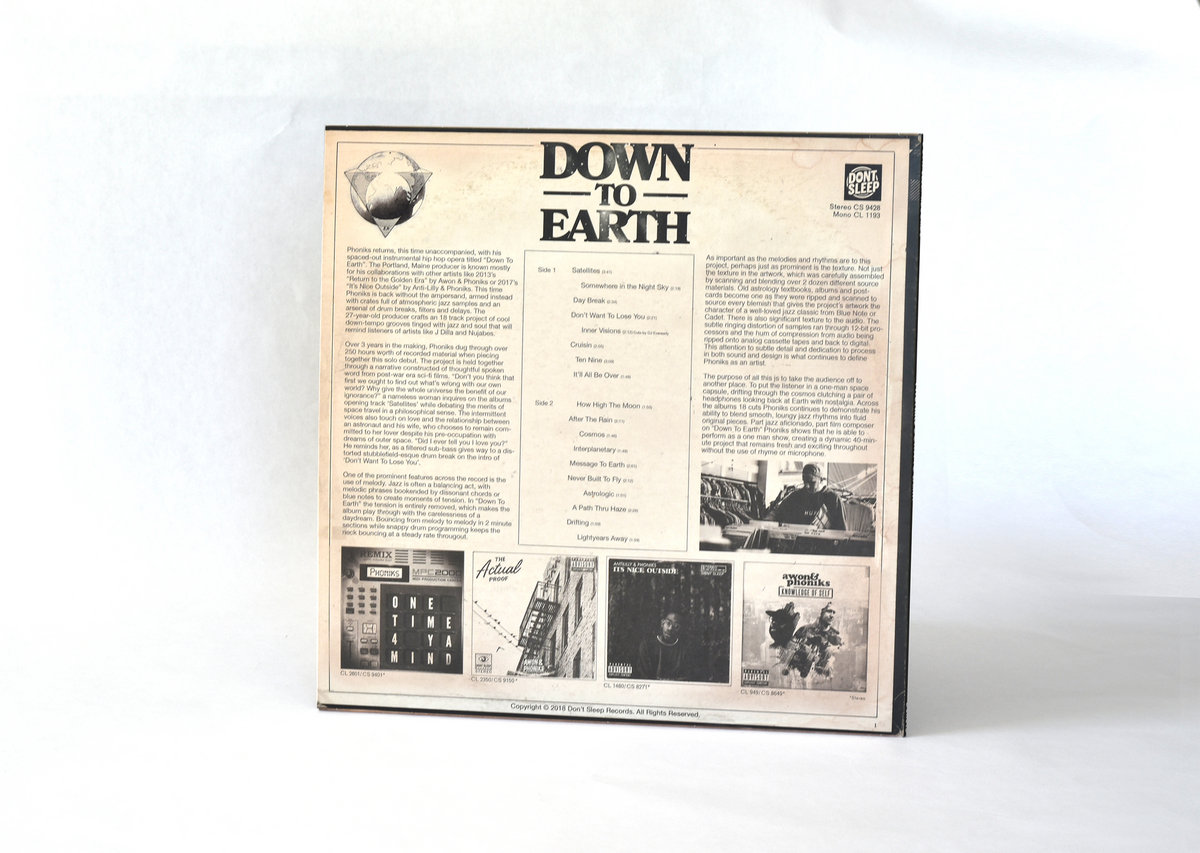 DOWN
TO
EARTH
DON'T
SLEEP
Stereo CS 9428
Mono CL 1193
Phoniks returns, this time unaccompanied, with his
spaced-out instrumental hip hop opera titled "Down To
Earth". The Portland, Maine producer is known mostly
for his collaborations with other artists like 2013's
"Return to the Golden Era" by Awon & Phoniks or 2017's
"It's Nice Outside" by Anti-Lilly & Phoniks. This time
Phoniks is back without the ampersand, armed instead
with crates full of atmospheric jazz samples and an
arsenal of drum breaks, filters and delays. The
27-year-old producer crafts an 18 track project of cool
down-tempo grooves tinged with jazz and soul that will
remind listeners of artists like J Dilla and Nujabes.
Over 3 years in the making, Phoniks dug through over
250 hours worth of recorded material when piecing
together this solo debut. The project is held together
through a narrative constructed of thoughtful spoken
word from post-war era sci-fi films. "Don't you think that
first we ought to find out what's wrong with our own
world? Why give the whole universe the benefit of our
ignorance?" a nameless woman inquires on the albums
opening track 'Satellites' while debating the merits of
space travel in a philosophical sense. The intermittent
voices also touch on love and the relationship between
an astronaut and his wife, who chooses to remain com-
mitted to her lover despite his pre-occupation with
dreams of outer space. "Did I ever tell you I love you?"
He reminds her, as a filtered sub-bass gives way to a dis-
torted stubblefield-esque drum break on the intro of
'Don't Want To Lose You'.
One of the prominent features across the record is the
use of melody. Jazz is often a balancing act, with
melodic phrases bookended by dissonant chords or
blue notes to create moments of tension. In "Down To
Earth" the tension is entirely removed, which makes the
album play through with the carelessness of a
daydream. Bouncing from melody to melody in 2 minute
sections while snappy drum programming keeps the
neck bouncing at a steady rate througout.
Side 1
Satellites
Somewhere in the Night Sky
Day Break
Don't Want To Lose You
Inner Visions
Cruisin
Ten Nine
It'll All Be Over
Side 2
How High The Moon
After The Rain
Cosmos
Interplanetary
Message To Earth
Never Built To Fly
Astrologic
A Path Thru Haze
Drifting
Lightyears Away
As important as the melodies and rhythms are to this
project, perhaps just as prominent is the texture. Not just
the texture in the artwork, which was carefully assembled
by scanning and blending over 2 dozen different source
materials. Old astrology textbooks, albums and post-
cards become one as they were ripped and scanned to
source every blemish that gives the project's artwork the
character of a well-loved jazz classic from Blue Note or
Cadet. There is also significant texture to the audio. The
subtle ringing distortion of samples ran through 12-bit pro-
cessors and the hum of compression from audio being
ripped onto analog cassette tapes and back to digital.
This attention to subtle detail and dedication to process
in both sound and design is what continues to define
Phoniks as an artist.
The purpose of all this is to take the audience off to
another place. To put the listener in a one-man space
capsule, drifting through the cosmos clutching a pair of
headphones looking back at Earth with nostalgia. Across
the albums 18 cuts Phoniks continues to demonstrate his
ability to blend smooth, loungy jazz rhythms into fluid
original pieces. Part jazz aficionado, part film composer
on "Down To Earth" Phoniks shows that he is able to
perform as a one man show, creating a dynamic 40-min-
ute project that remains fresh and exciting throughout
without the use of rhyme or microphone.
REMIX
PHONIKS
MPC2000
MIDI PRODUCTION CENTER
ONE
TIME
4 YA
MIND
CL 2601/CS 9401*
THE
Actual
PROOF
AWON &
PHONIKS
CL 2350/CS 9150*
ANTI-LILLY & PHONIKS
IT'S NICE OUTSIDE
PARENTAL
ADVISORY
CL 1480/CS 8271*
awon&
phoniks
KNOWLEDGE OF SELF
PARENTAL
ADVISORY
CL 949/CS 8649*
*Stereo
Copyright © 2018 Don't Sleep Records. All Rights Reserved.